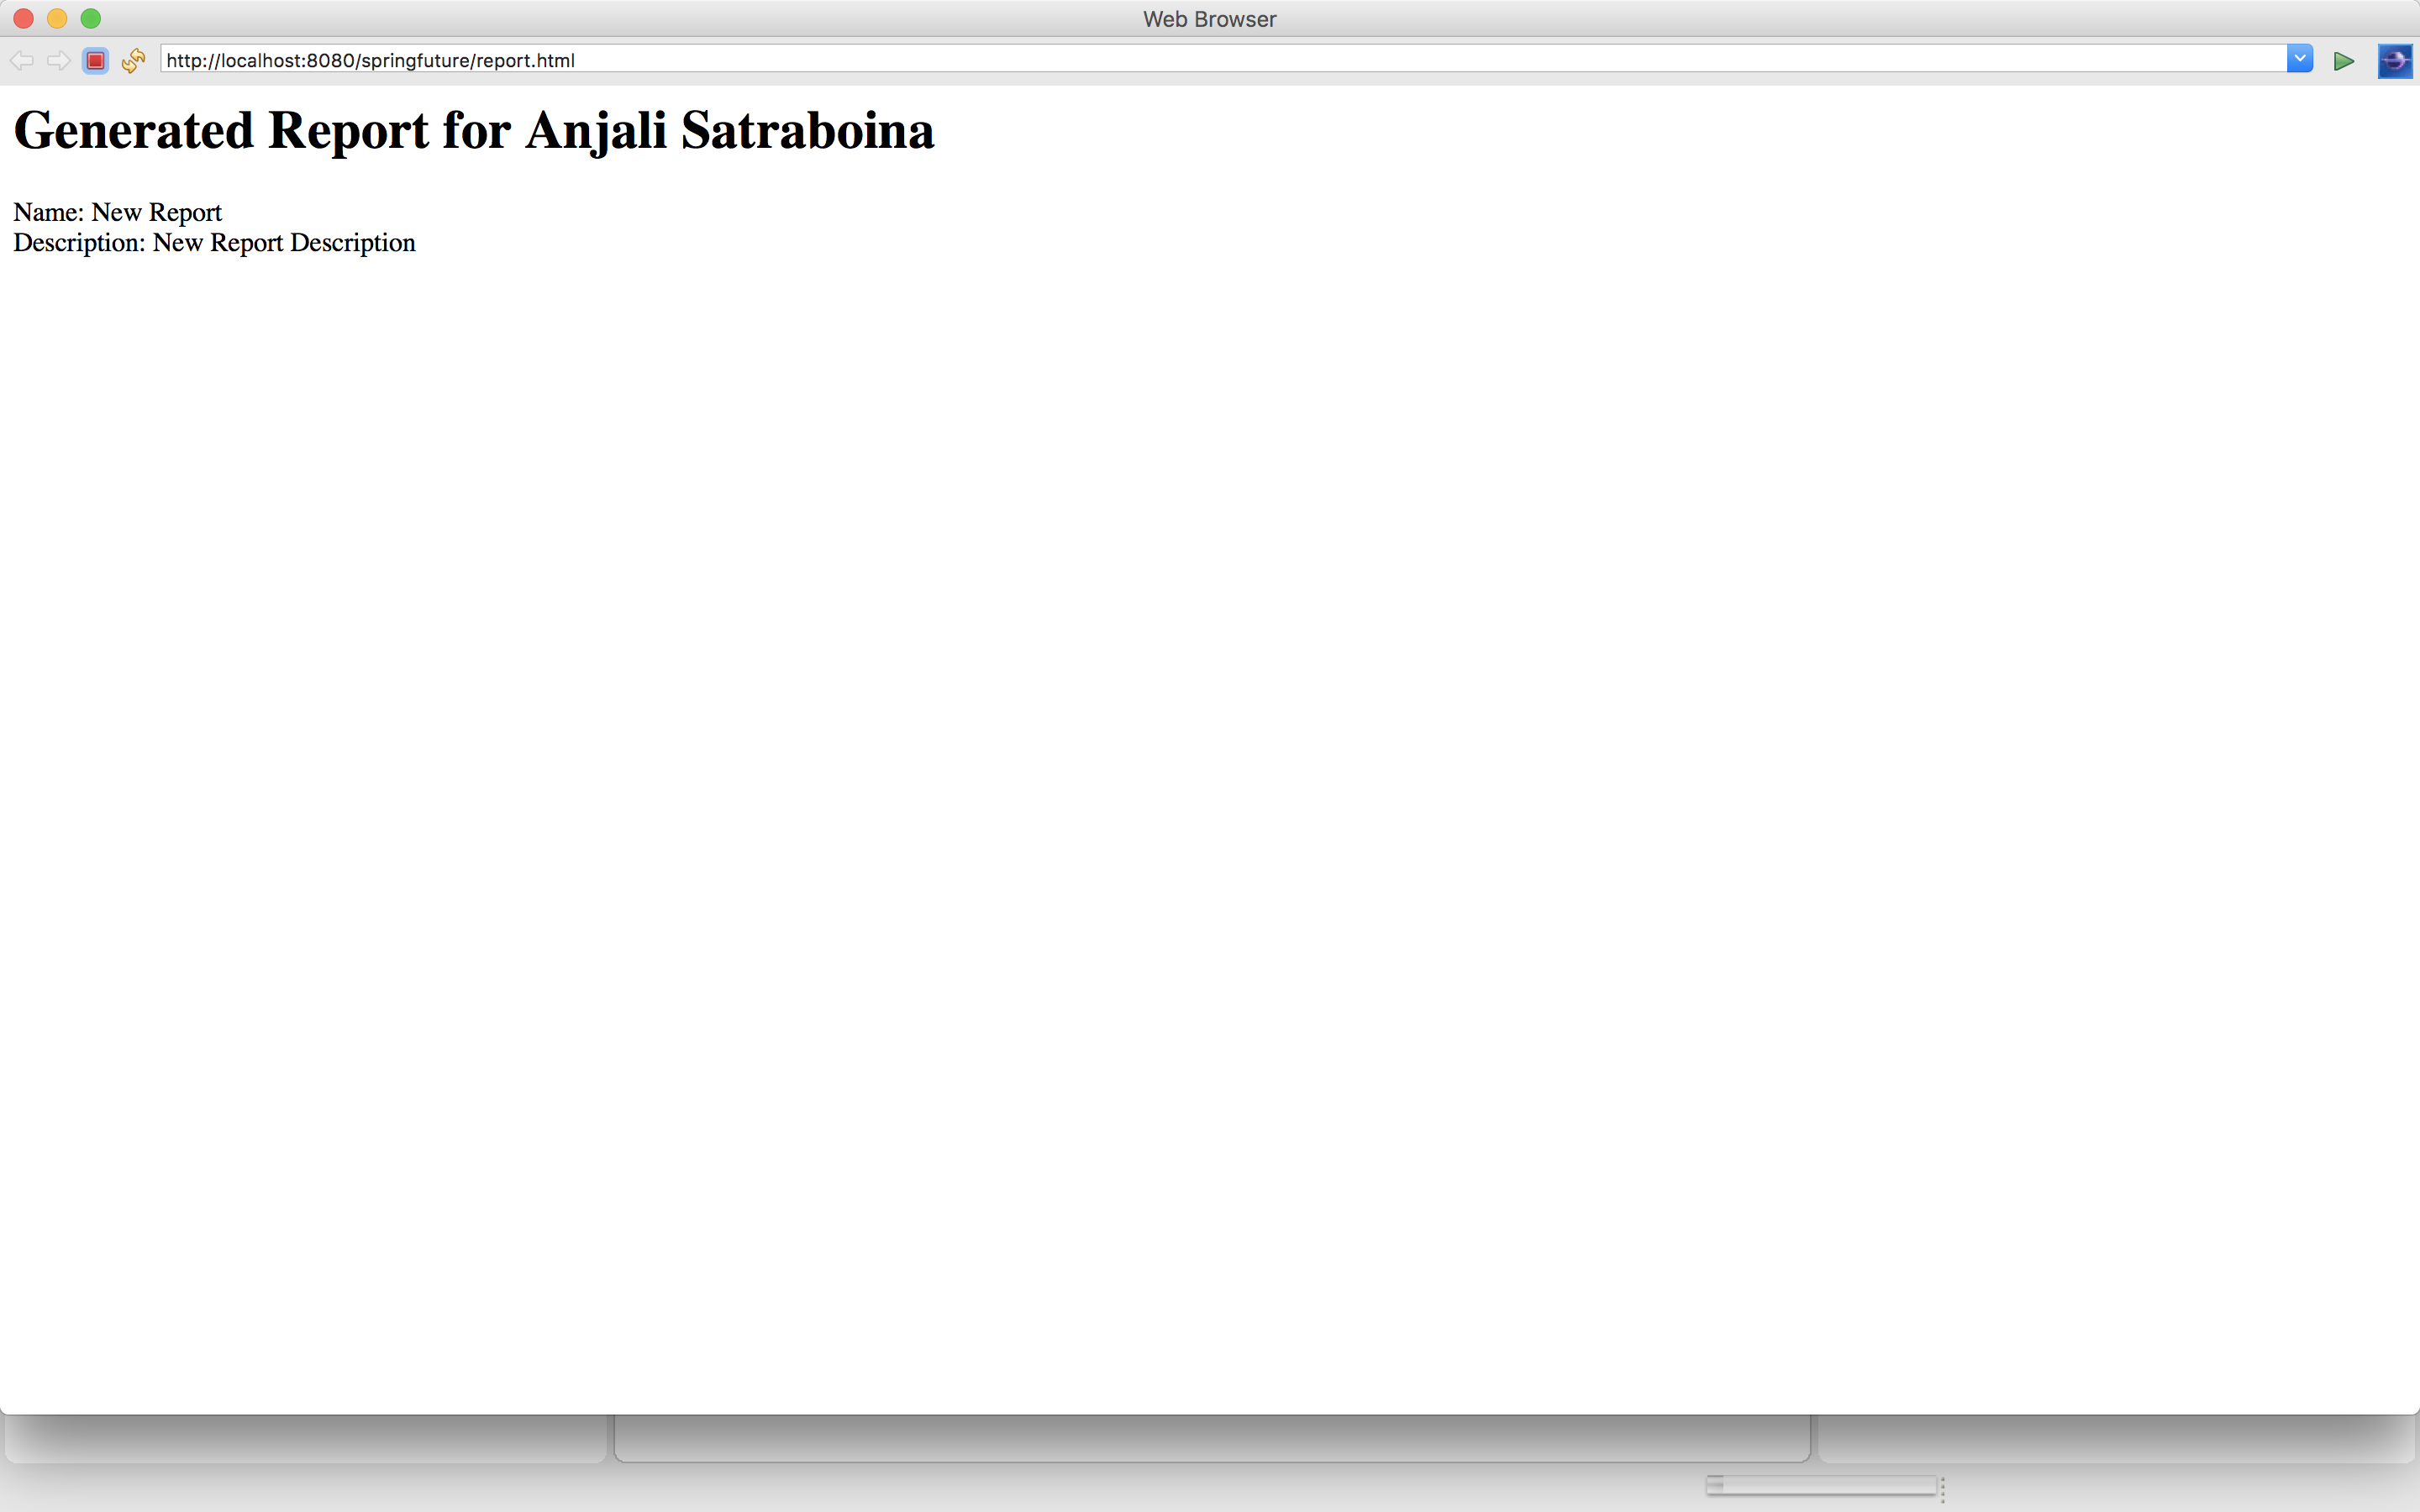 Web Browser
http://localhost:8080/springfuture/report.html
Generated Report for Anjali Satraboina
Name: New Report
Description: New Report Description